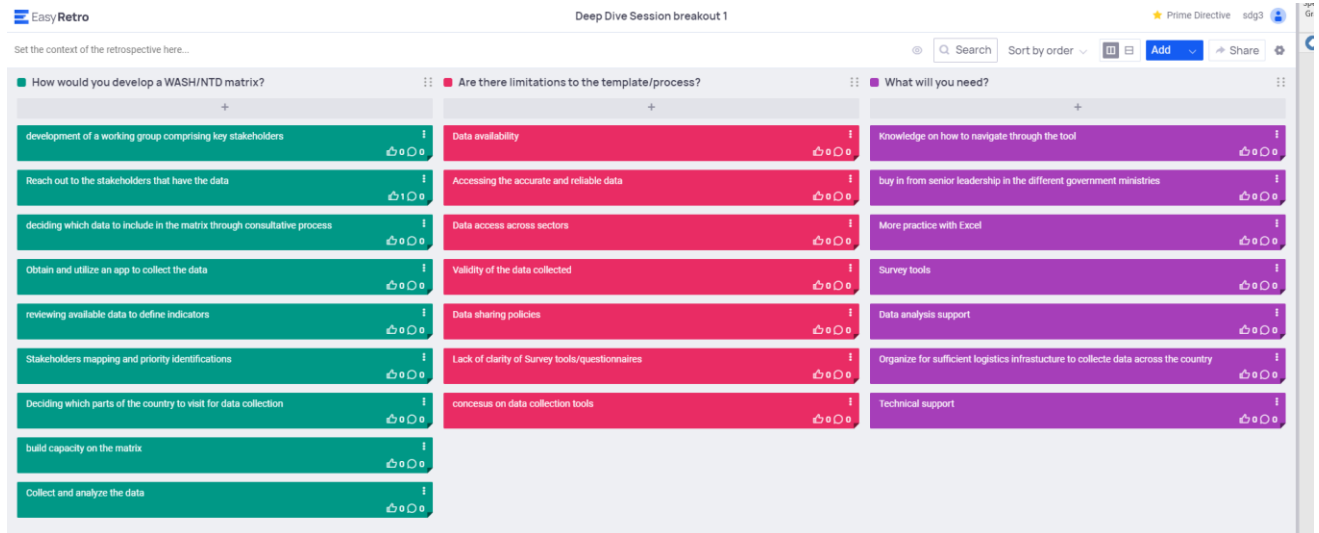 EasyRetro
Deep Dive Session breakout 1
Prime Directive
sdg3
Set the context of the retrospective here...
Search
Sort by order
Add
Share
How would you develop a WASH/NTD matrix?
+
development of a working group comprising key stakeholders
0 0
Reach out to the stakeholders that have the data
1 0
deciding which data to include in the matrix through consultative process
0 0
Obtain and utilize an app to collect the data
0 0
reviewing available data to define indicators
0 0
Stakeholders mapping and priority identifications
0 0
Deciding which parts of the country to visit for data collection
0 0
build capacity on the matrix
0 0
Collect and analyze the data
0 0
Are there limitations to the template/process?
+
Data availability
0 0
Accessing the accurate and reliable data
0 0
Data access across sectors
0 0
Validity of the data collected
0 0
Data sharing policies
0 0
Lack of clarity of Survey tools/questionnaires
0 0
concesus on data collection tools
0 0
What will you need?
+
Knowledge on how to navigate through the tool
0 0
buy in from senior leadership in the different government ministries
0 0
More practice with Excel
0 0
Survey tools
0 0
Data analysis support
0 0
Organize for sufficient logistics infrastucture to collecte data across the country
0 0
Technical support
0 0